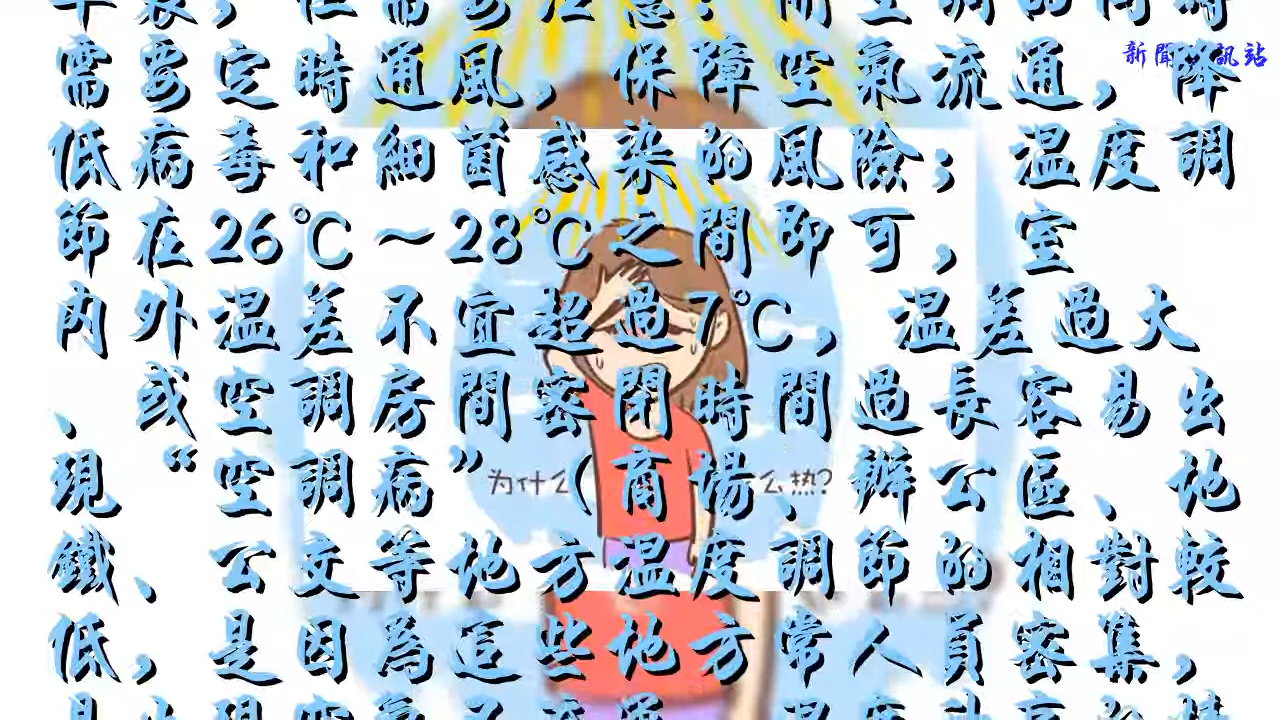 需要定時通風，保障空氣流通，降
低病毒和細菌感染的風險；溫度調
節在26℃～28℃之間即可，室
內外溫差不宜超過7℃，溫差過大
、或空調房間密閉時間過長容易出
現“空調病”（商場、辦公區、地
鐵、公交等地方溫度調節的相對較
低，是因為這些地方常人員密集，
新聞 訊站
为什么 么热?